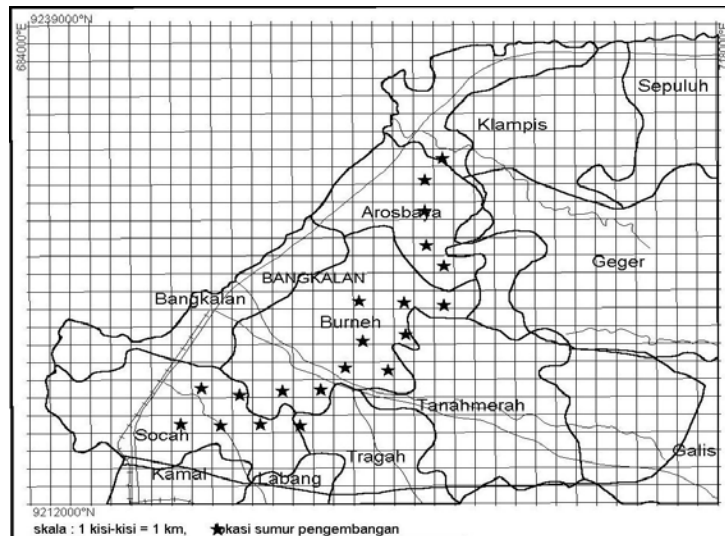 9239000°N
684000°E
Sepuluh
Klampis
Arosbaya
Geger
BANGKALAN
Bangkalan
Burneh
Tanahmerah
Socah
Galis
Tragah
Kamal
Labang
9212000°N
skala : 1 kisi-kisi = 1 km, lokasi sumur pengembangan